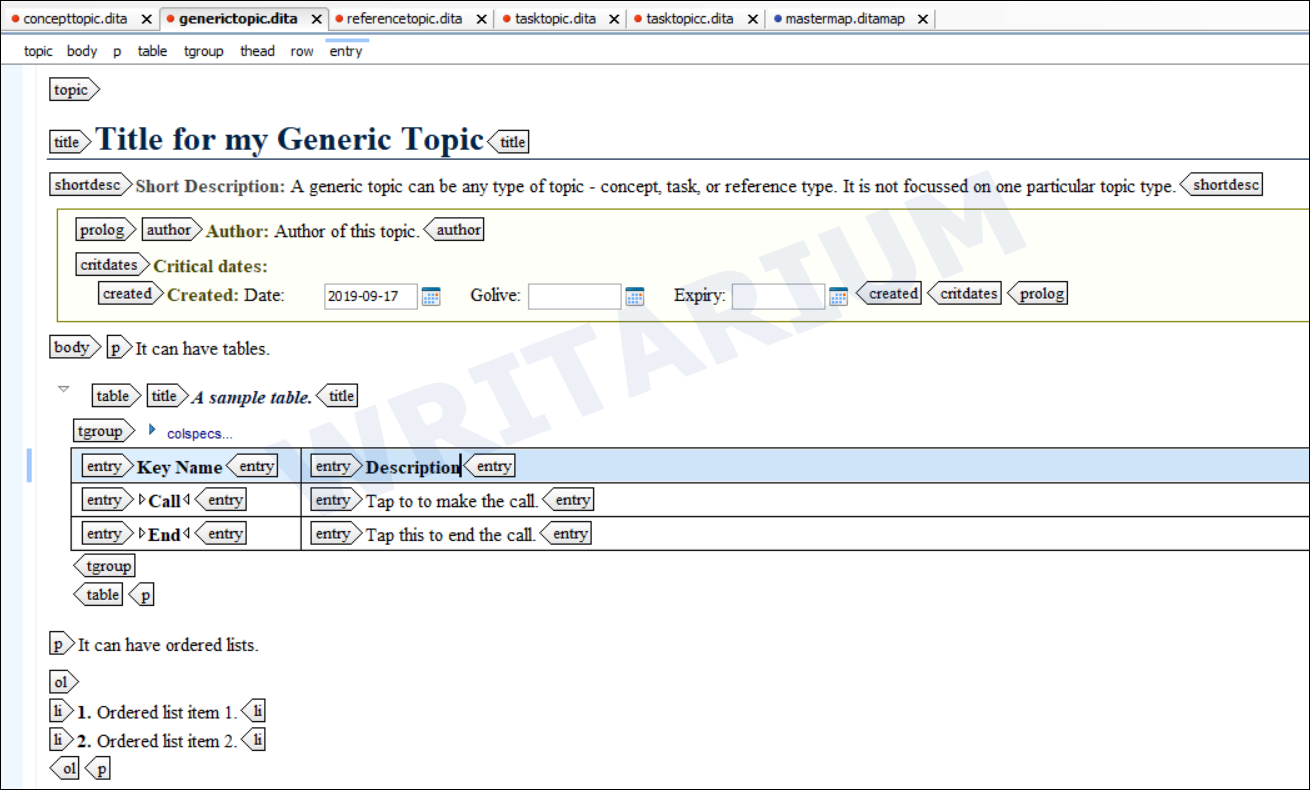 concepttopic.dita generictopic.dita referencetopic.dita tasktopic.dita tasktopicc.dita mastermap.ditamap
topic body p table tgroup thead row entry
topic
title Title for my Generic Topic title
shortdesc Short Description: A generic topic can be any type of topic - concept, task, or reference type. It is not focussed on one particular topic type. shortdesc
prolog author Author: Author of this topic. author
critdates Critical dates:
created Created: Date: 2019-09-17 Golive: Expiry: created critdates prolog
body p It can have tables.
table title A sample table. title
tgroup colspecs...
entry Key Name entry entry Description entry
entry Call entry entry Tap to to make the call. entry
entry End entry entry Tap this to end the call. entry
tgroup
table p
p It can have ordered lists.
ol
li 1. Ordered list item 1. li
li 2. Ordered list item 2. li
ol p
WRITARIUM